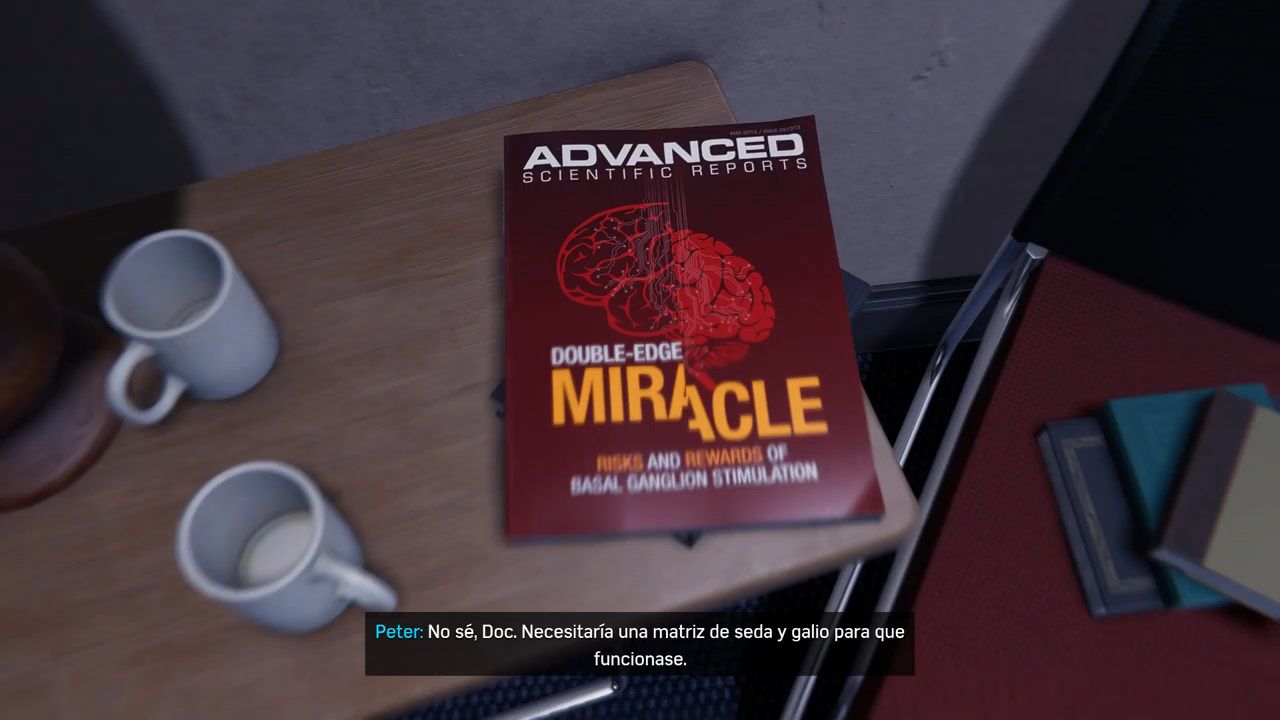 ADVANCED
SCIENTIFIC REPORTS
DOUBLE-EDGE
MIRACLE
RISKS AND REWARDS OF
BASAL GANGLION STIMULATION
Peter: No sé, Doc. Necesitaría una matriz de seda y galio para que
funcionase.